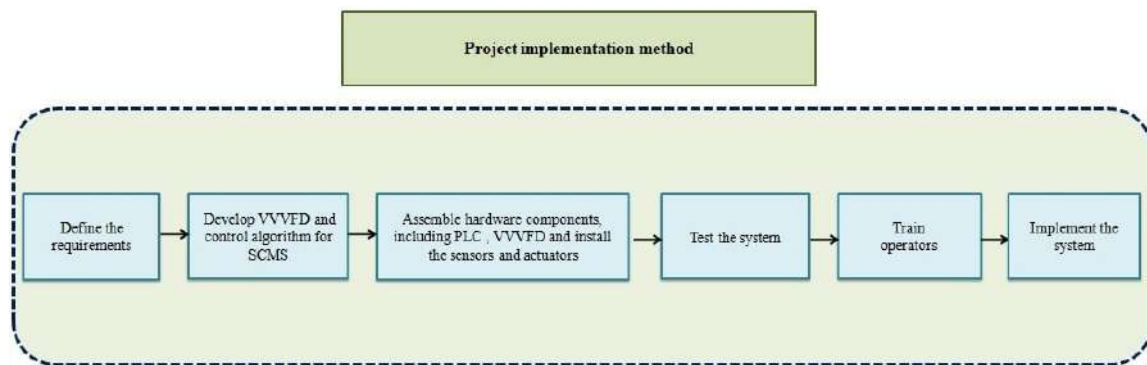 Project implementation method
Define the
requirements
Develop VVVFD and
control algorithm for
SCMS
Assemble hardware components,
including PLC , VVVFD and install
the sensors and actuators
Test the system
Train
operators
Implement the
system